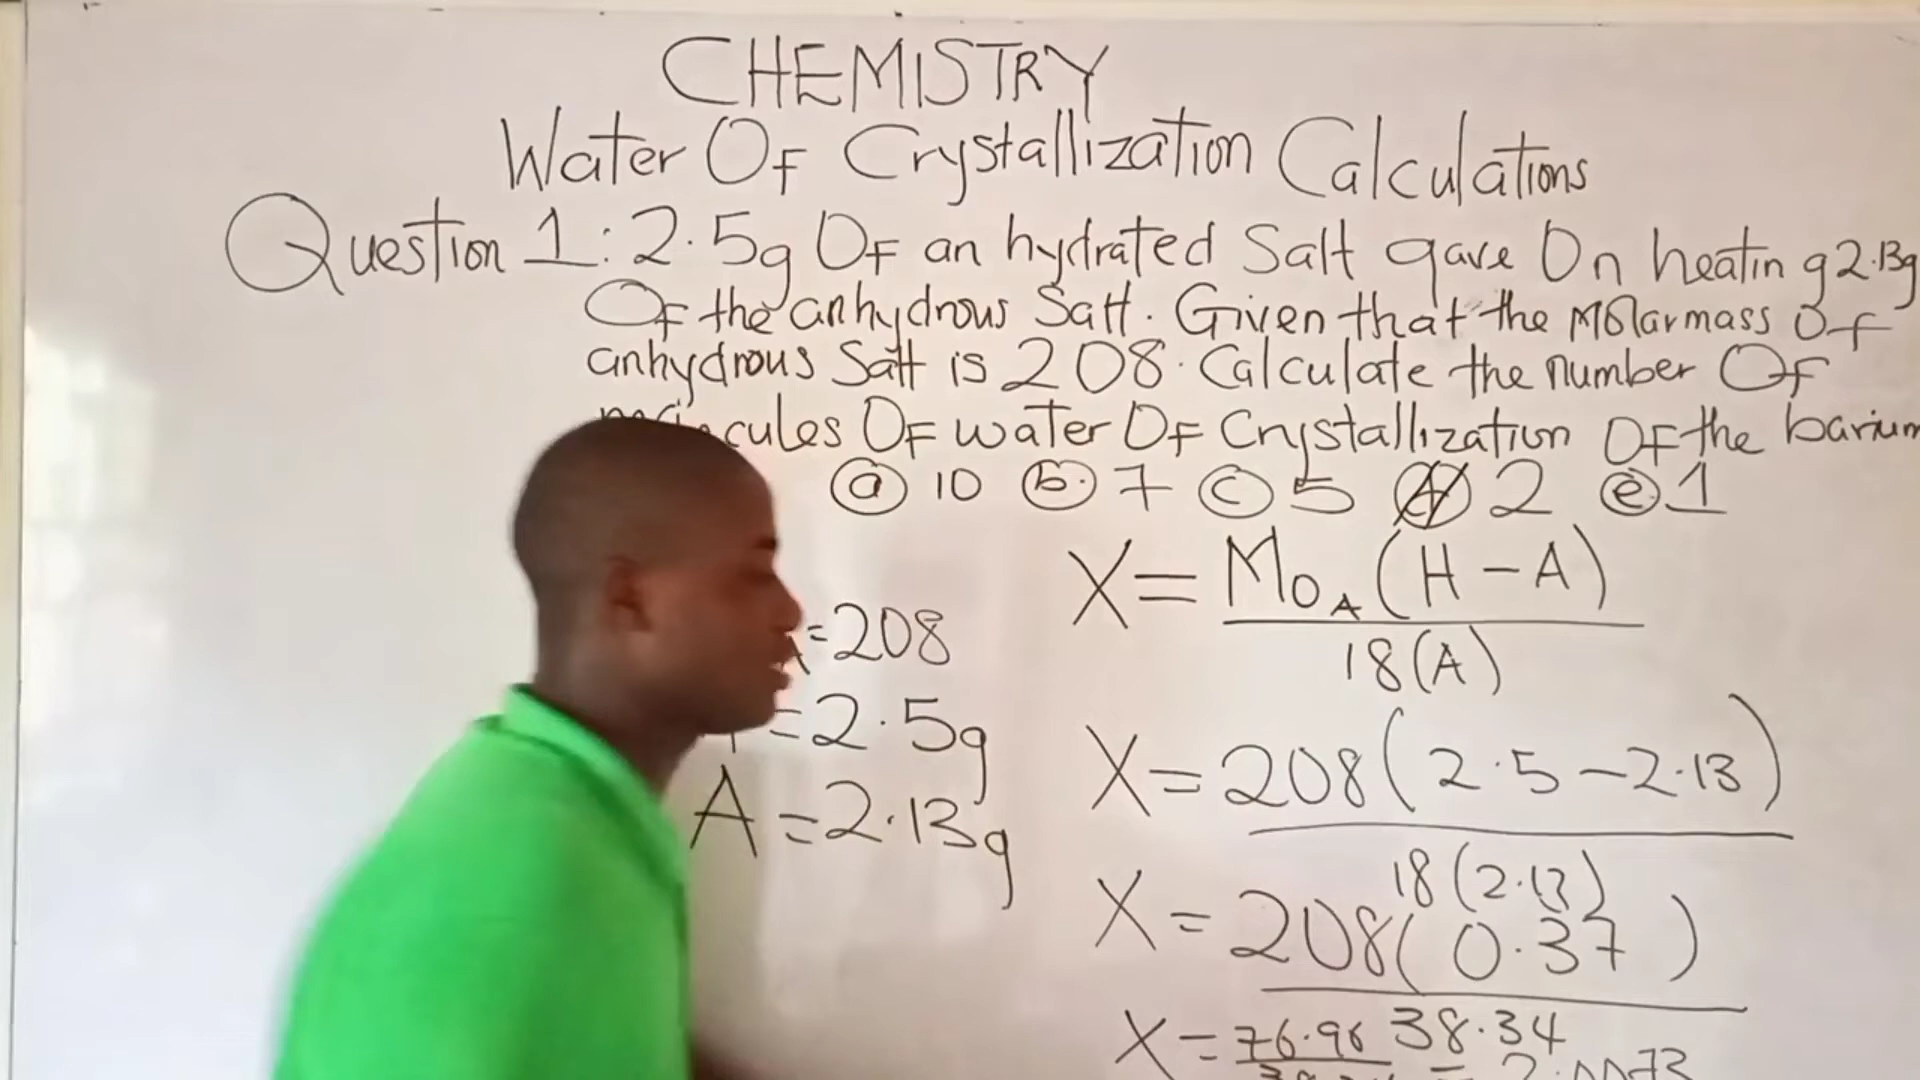 CHEMISTRY
Water Of Crystallization Calculations
Question 1: 2.5g Of an hydrated Salt gave On heating 2.13g
Of the anhydrous Salt. Given that the Molarmass Of
anhydrous Salt is 208. Calculate the number Of
cules Of water Of Crystallization Of the barium
(a) 10 (b.) 7 (c) 5 (d) 2 (e) 1
X = Mo_A (H - A)
18(A)
=208
=2.5g
A =2.13g
X = 208(2.5-2.13)
18(2.13)
X = 208(0.37)
38.34
X = 76.96 =